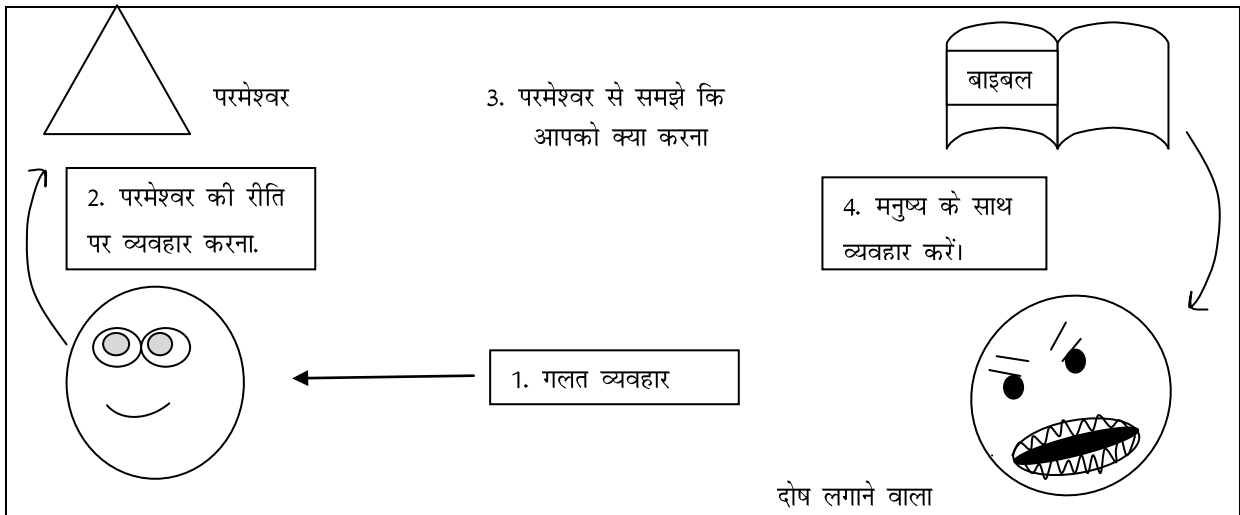 परमेश्वर
3. परमेश्वर से समझे कि
आपको क्या करना
बाइबल
2. परमेश्वर की रीति
पर व्यवहार करना.
4. मनुष्य के साथ
व्यवहार करें।
1. गलत व्यवहार
दोष लगाने वाला